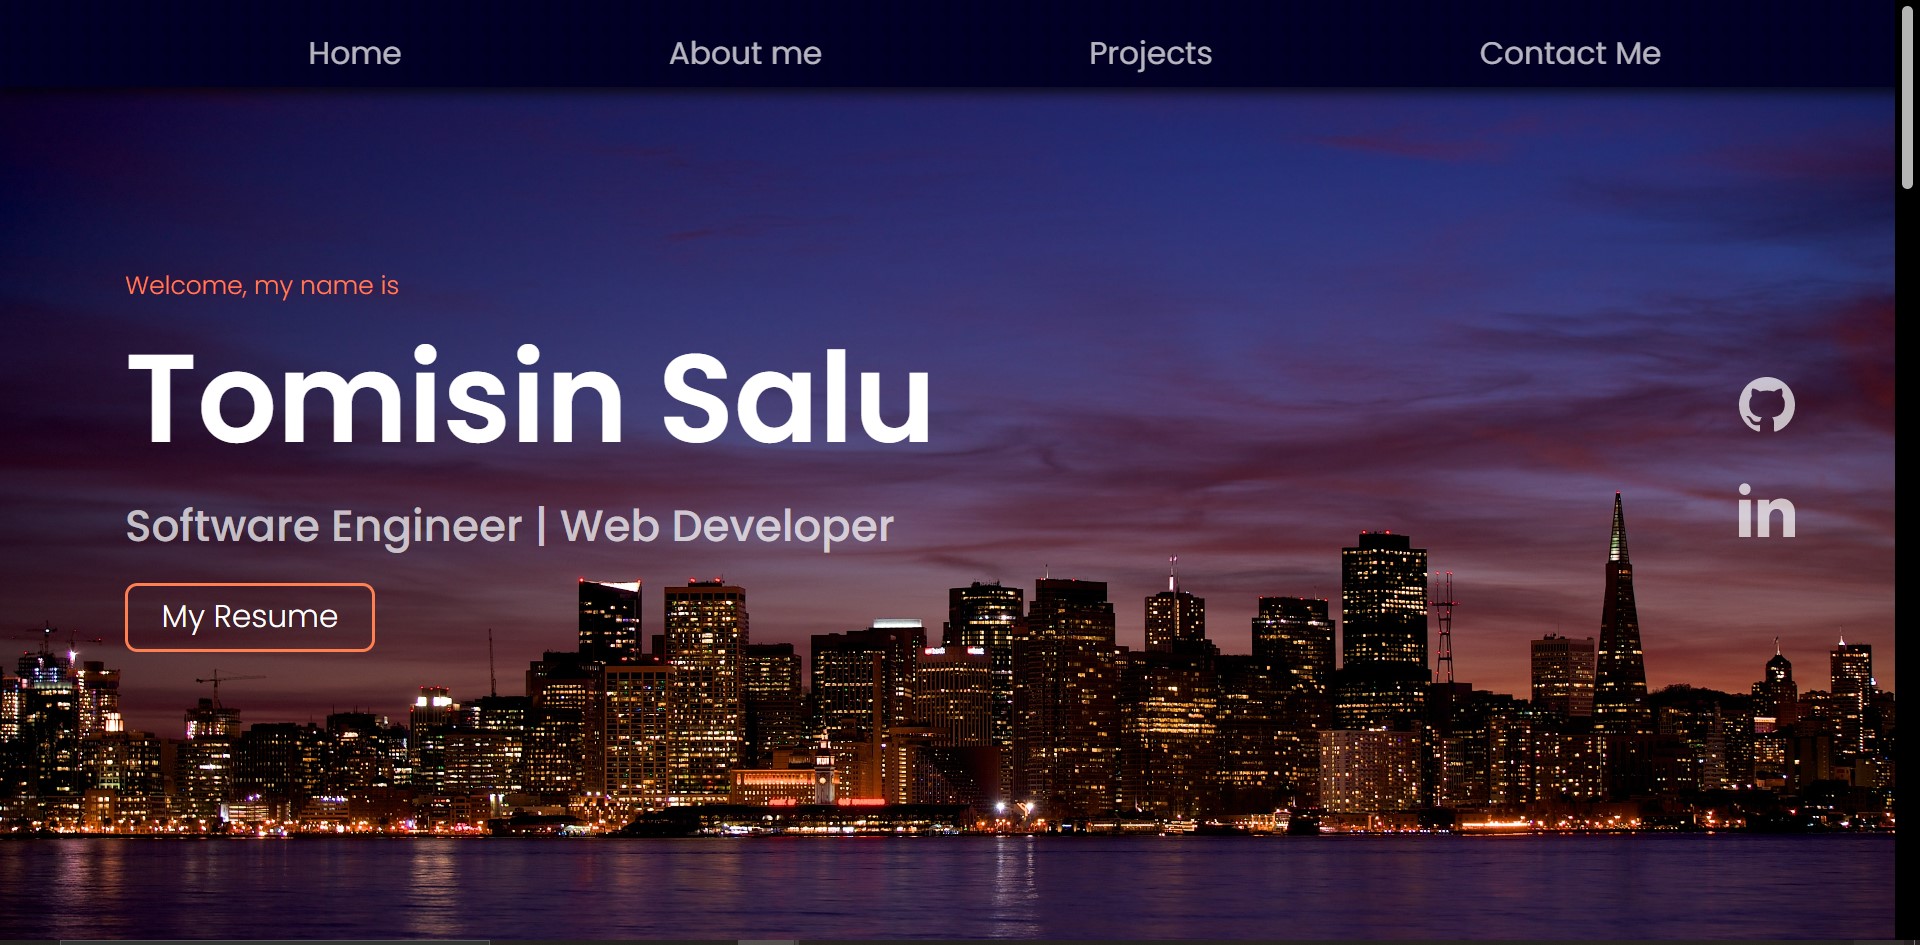 Home About me Projects Contact Me
Welcome, my name is
Tomisin Salu
Software Engineer | Web Developer
My Resume
in